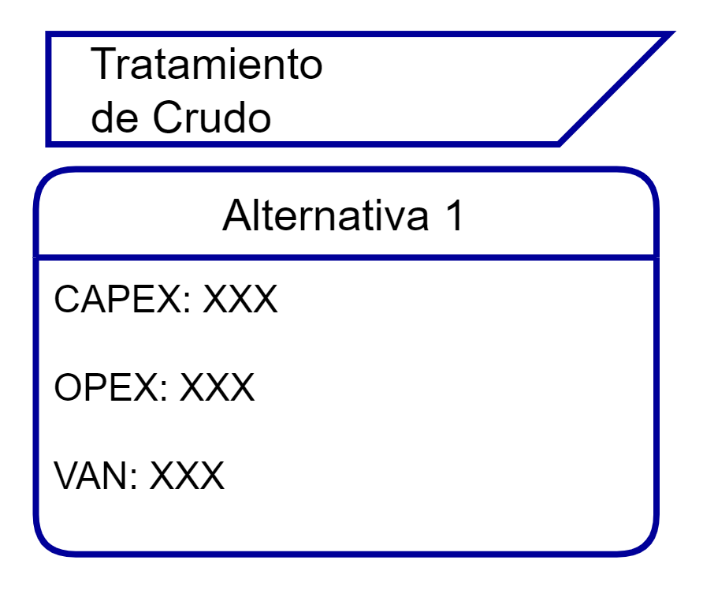 Tratamiento
de Crudo
Alternativa 1
CAPEX: XXX
OPEX: XXX
VAN: XXX